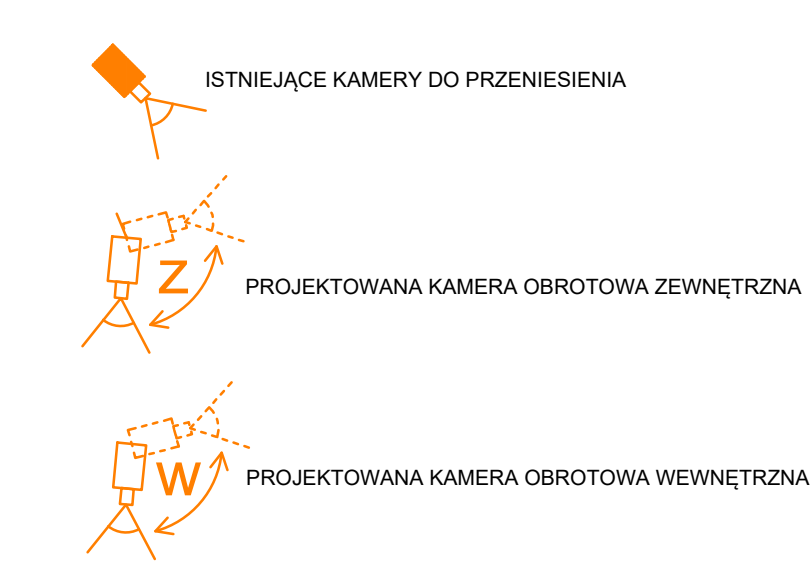 ISTNIEJĄCE KAMERY DO PRZENIESIENIA
Z
PROJEKTOWANA KAMERA OBROTOWA ZEWNĘTRZNA
W
PROJEKTOWANA KAMERA OBROTOWA WEWNĘTRZNA